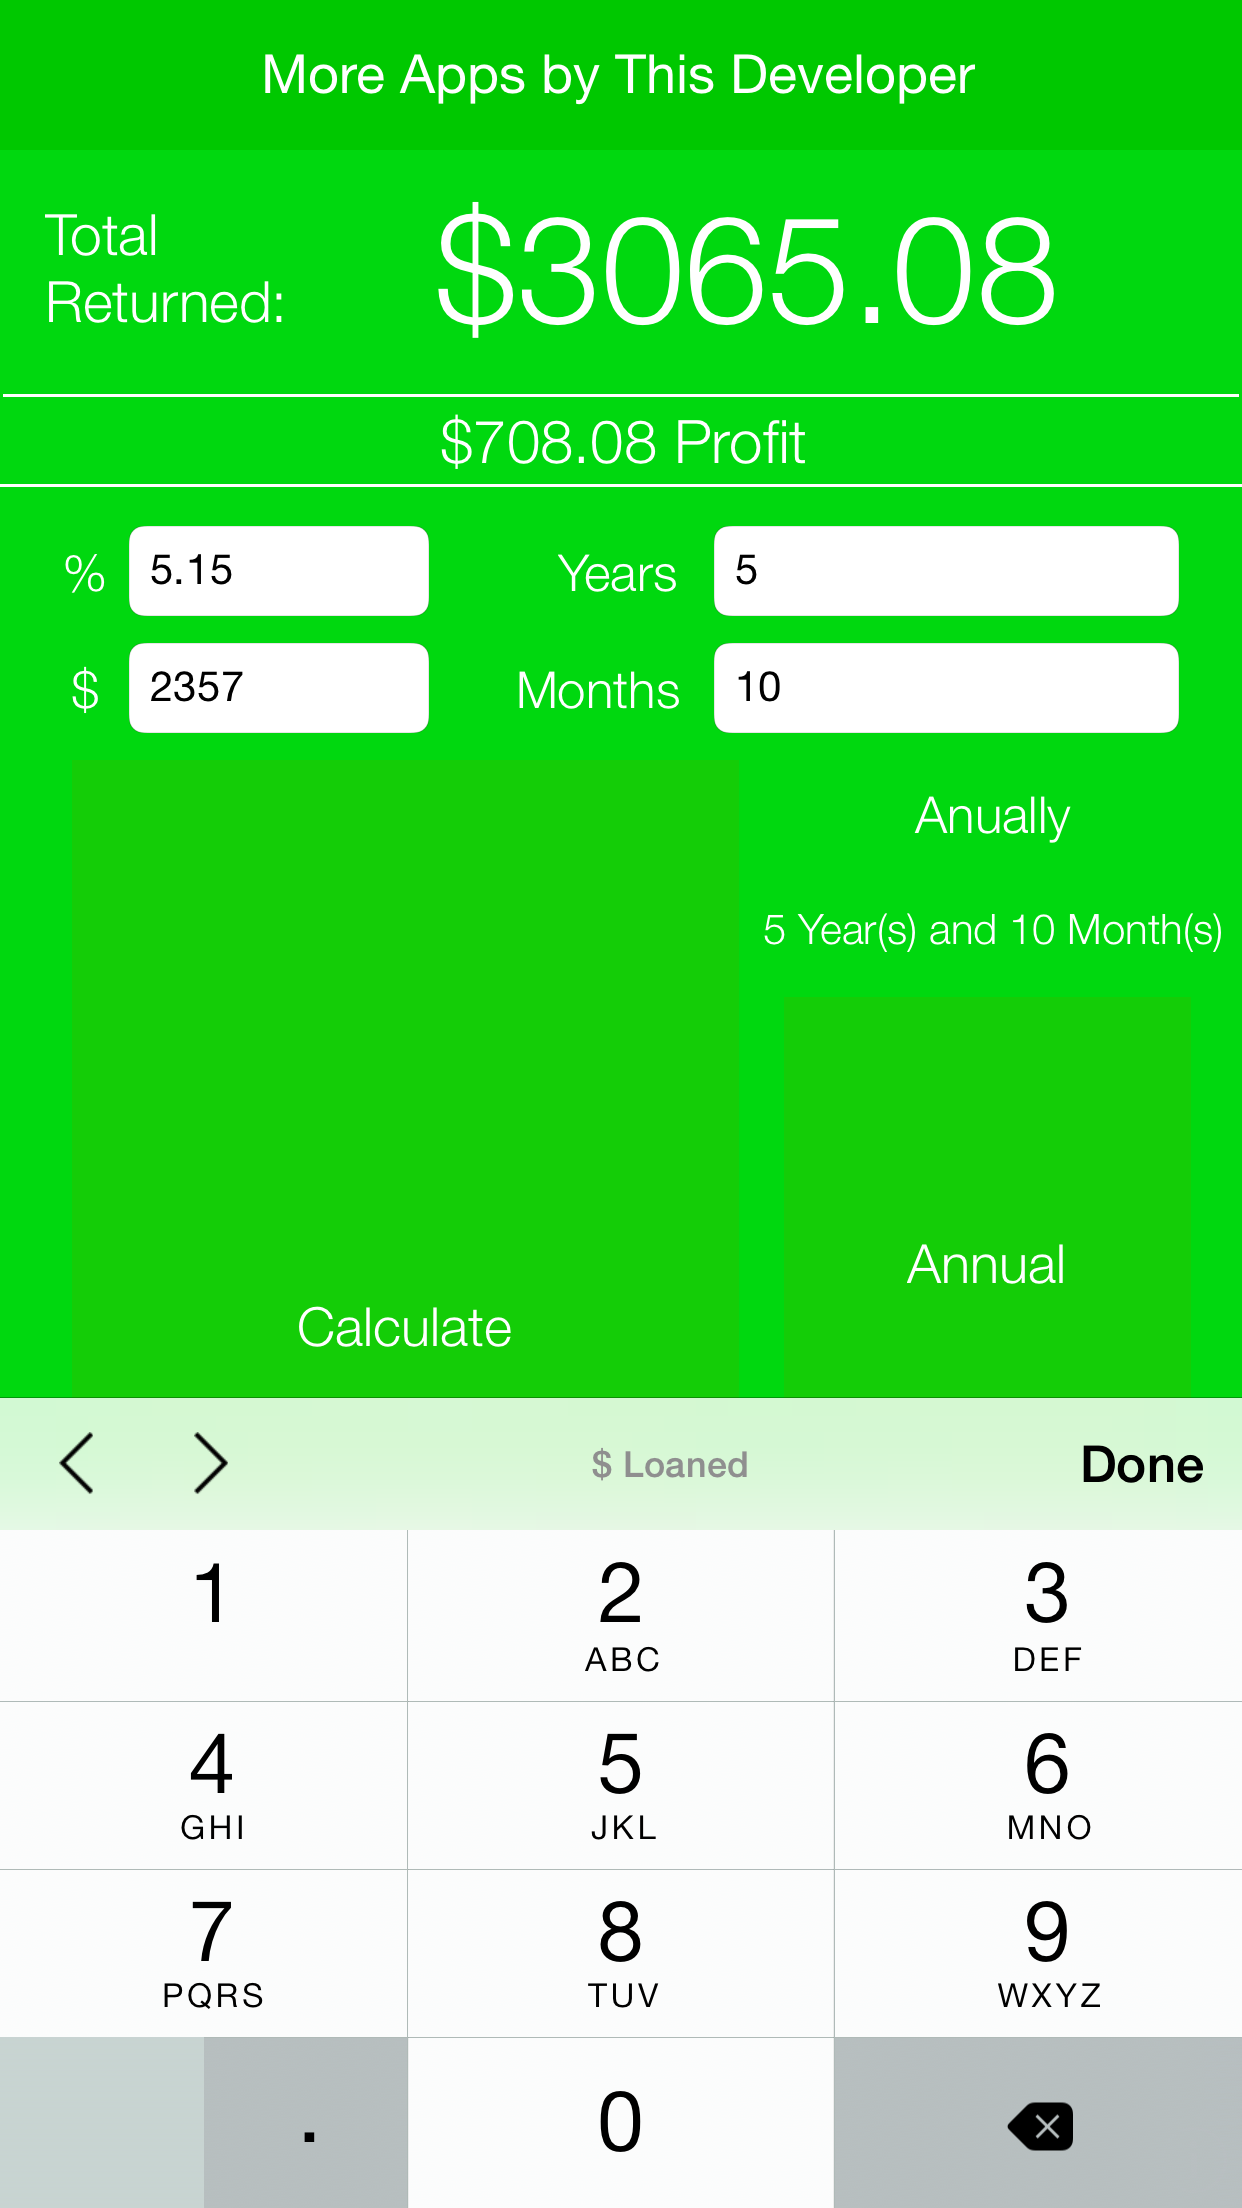 More Apps by This Developer
Total
Returned:
$3065.08
$708.08 Profit
% 5.15 Years 5
$ 2357 Months 10
Anually
5 Year(s) and 10 Month(s)
Annual
Calculate
$ Loaned Done
1 2 3
ABC DEF
4 5 6
GHI JKL MNO
7 8 9
PQRS TUV WXYZ
. 0